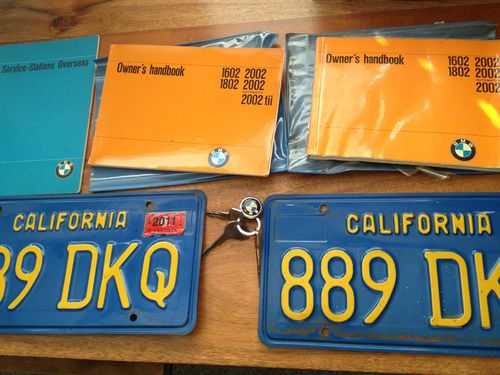 Service-Stations Overseas
Owner's handbook
1602 2002
1802 2002
2002 tii
BMW
Owner's handbook
1602 2002
1802 2002
2002
BMW
BMW
CALIFORNIA
2011
89 DKQ
CALIFORNIA
889 DK